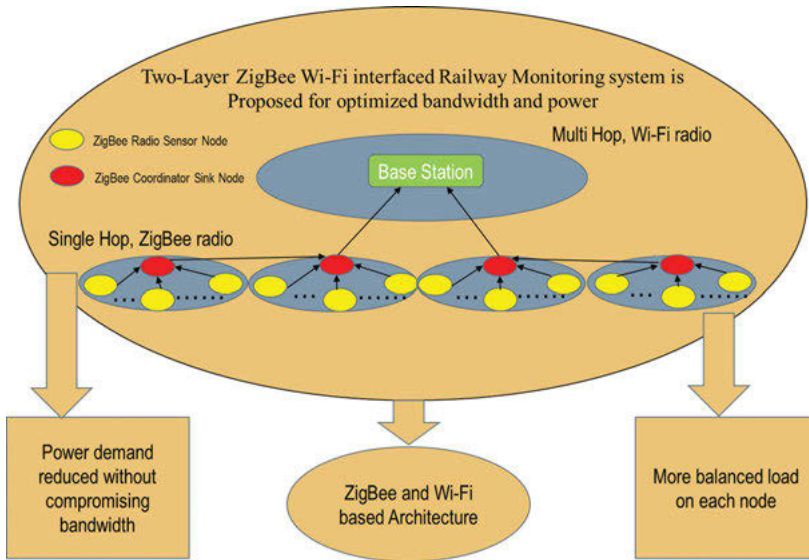 Two-Layer ZigBee Wi-Fi interfaced Railway Monitoring system is
Proposed for optimized bandwidth and power
Multi Hop, Wi-Fi radio
ZigBee Radio Sensor Node
ZigBee Coordinator Sink Node
Base Station
Single Hop, ZigBee radio
Power demand
reduced without
compromising
bandwidth
ZigBee and Wi-Fi
based Architecture
More balanced load
on each node